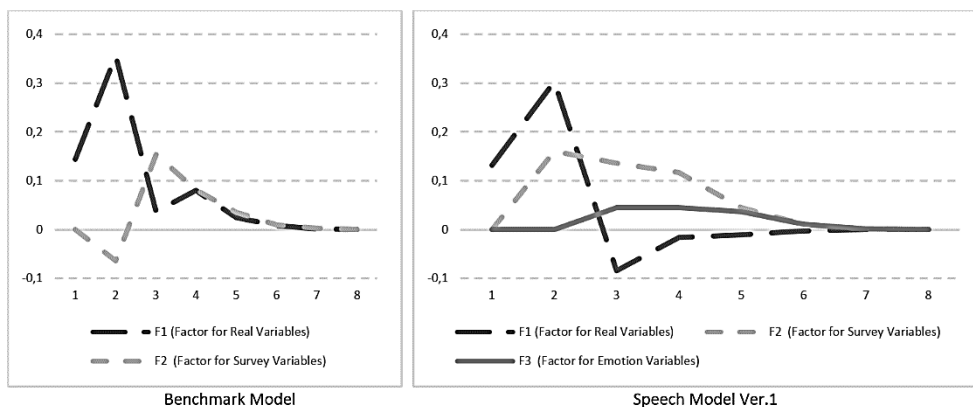 0,4
0,3
0,2
0,1
0
-0,1
1 2 3 4 5 6 7 8
F1 (Factor for Real Variables)
F2 (Factor for Survey Variables)
Benchmark Model
0,4
0,3
0,2
0,1
0
-0,1
1 2 3 4 5 6 7 8
F1 (Factor for Real Variables)
F2 (Factor for Survey Variables)
F3 (Factor for Emotion Variables)
Speech Model Ver.1